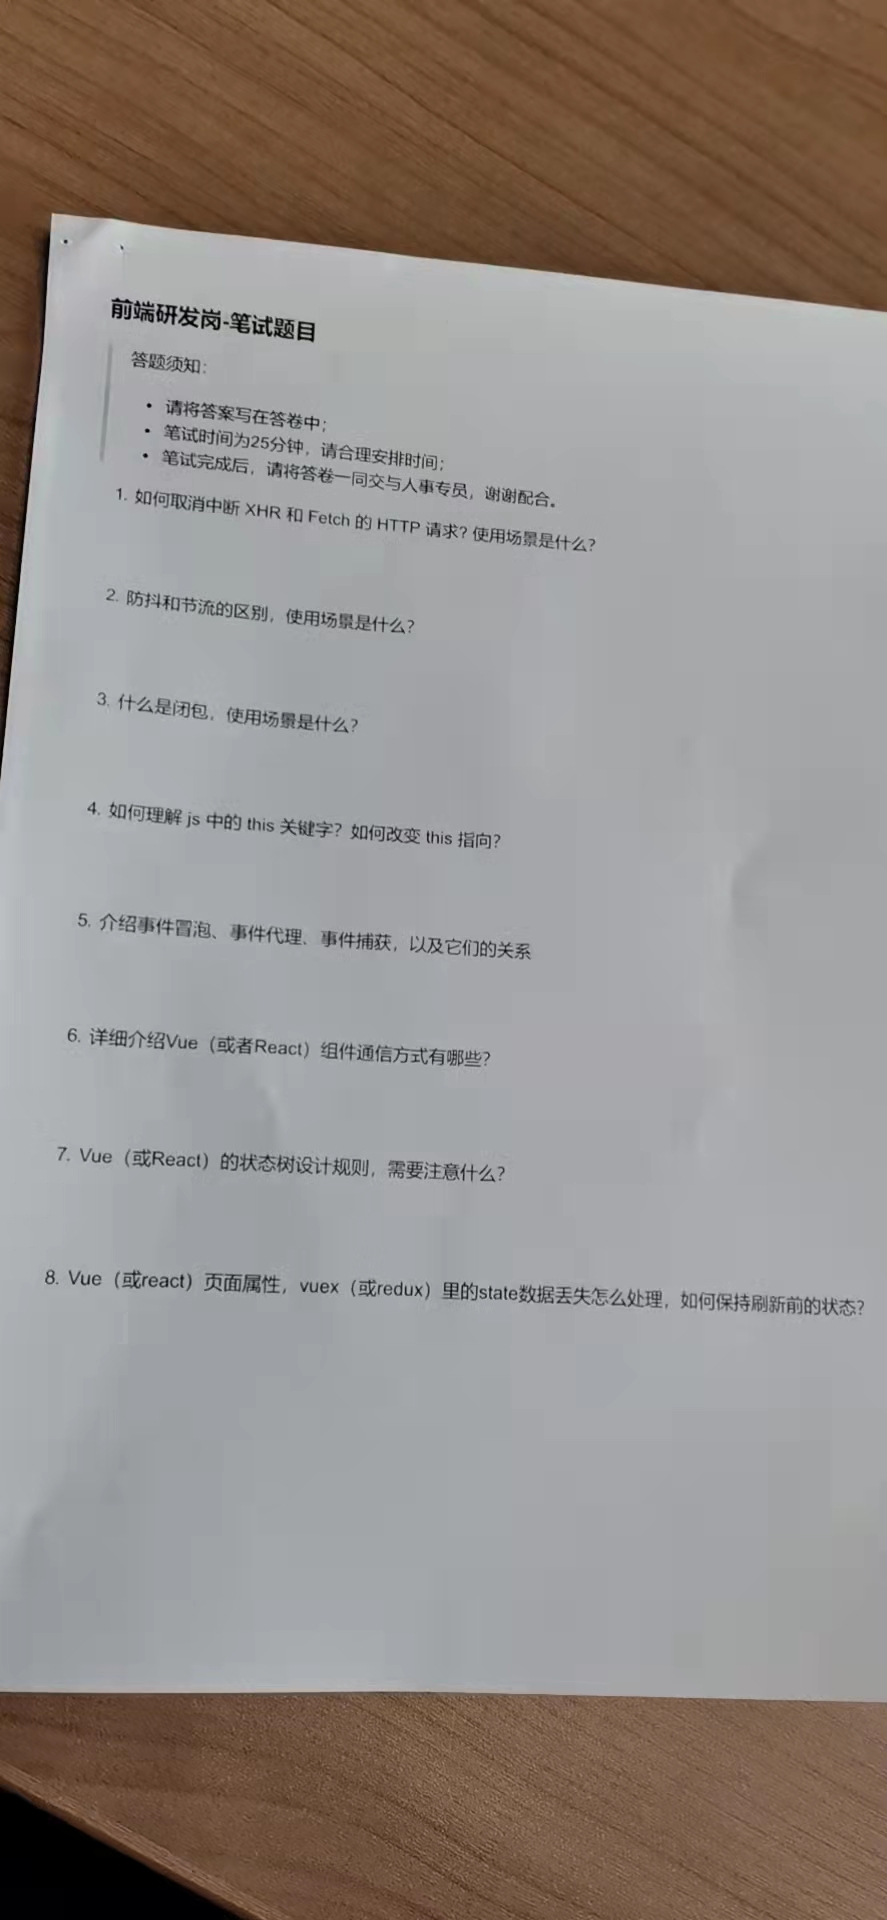 前端研发岗-笔试题目
答题须知：
• 请将答案写在答卷中；
• 笔试时间为25分钟，请合理安排时间；
• 笔试完成后，请将答卷一同交与人事专员，谢谢配合。
1. 如何取消中断 XHR 和 Fetch 的 HTTP 请求？使用场景是什么？
2. 防抖和节流的区别，使用场景是什么？
3. 什么是闭包，使用场景是什么？
4. 如何理解 js 中的 this 关键字？如何改变 this 指向？
5. 介绍事件冒泡、事件代理、事件捕获，以及它们的关系
6. 详细介绍Vue（或者React）组件通信方式有哪些？
7. Vue（或React）的状态树设计规则，需要注意什么？
8. Vue（或react）页面属性，vuex（或redux）里的state数据丢失怎么处理，如何保持刷新前的状态？